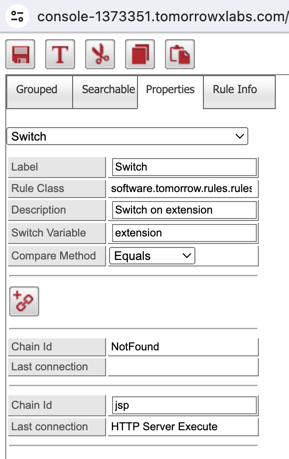 console-1373351.tomorrowxlabs.com/
T
Grouped Searchable Properties Rule Info
Switch
Label Switch
Rule Class software.tomorrow.rules.rules
Description Switch on extension
Switch Variable extension
Compare Method Equals
Chain Id NotFound
Last connection
Chain Id jsp
Last connection HTTP Server Execute